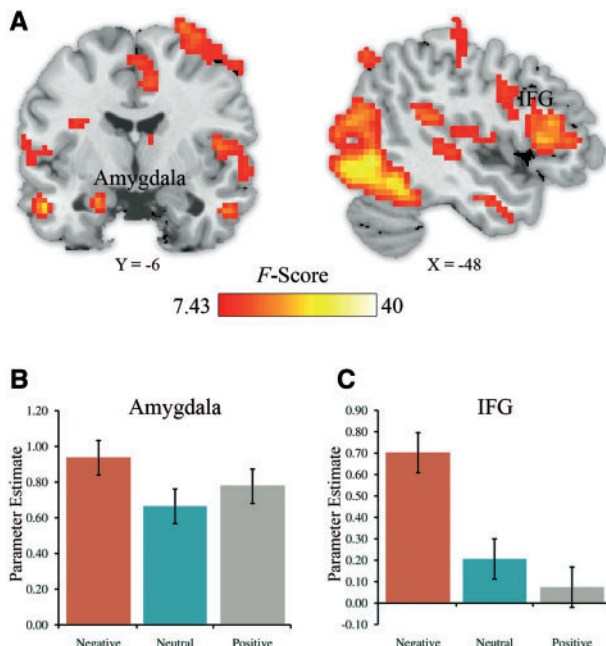 A
IFG
Amygdala
Y = -6
X = -48
F-Score
7.43
40
B
Amygdala
Parameter Estimate
1.20
1.00
0.80
0.60
0.40
0.20
0.00
Negative
Neutral
Positive
C
IFG
Parameter Estimate
0.90
0.80
0.70
0.60
0.50
0.40
0.30
0.20
0.10
0.00
-0.10
Negative
Neutral
Positive